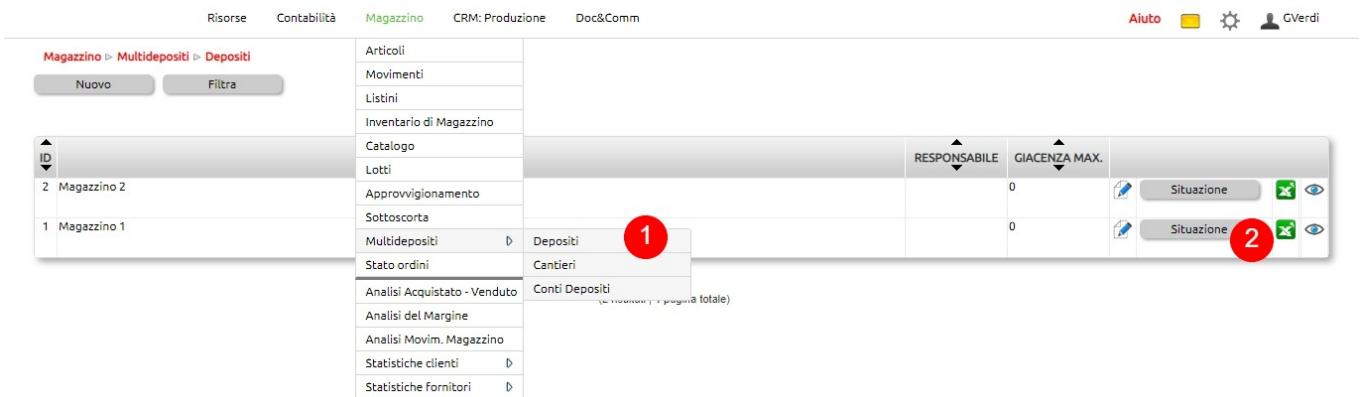 Risorse Contabilità Magazzino CRM: Produzione Doc&Comm Aiuto GVerdi
Magazzino ▹ Multidepositi ▹ Depositi
Nuovo Filtra
Articoli
Movimenti
Listini
Inventario di Magazzino
Catalogo
Lotti
Approvvigionamento
Sottoscorta
Multidepositi
Stato ordini
Analisi Acquistato - Venduto
Analisi del Margine
Analisi Movim. Magazzino
Statistiche clienti
Statistiche fornitori
Depositi 1
Cantieri
Conti Depositi
ID RESPONSABILE GIACENZA MAX.
2 Magazzino 2 0 Situazione
1 Magazzino 1 0 Situazione 2
pagina totale)